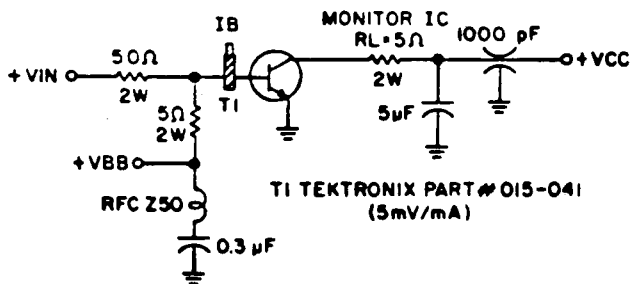 IB
MONITOR IC
RL=5Ω
1000 pF
50Ω
+VIN
2W
T1
2W
+VCC
5Ω
2W
5µF
+VBB
T1 TEKTRONIX PART # 015-041
(5mV/mA)
RFC Z50
0.3 µF